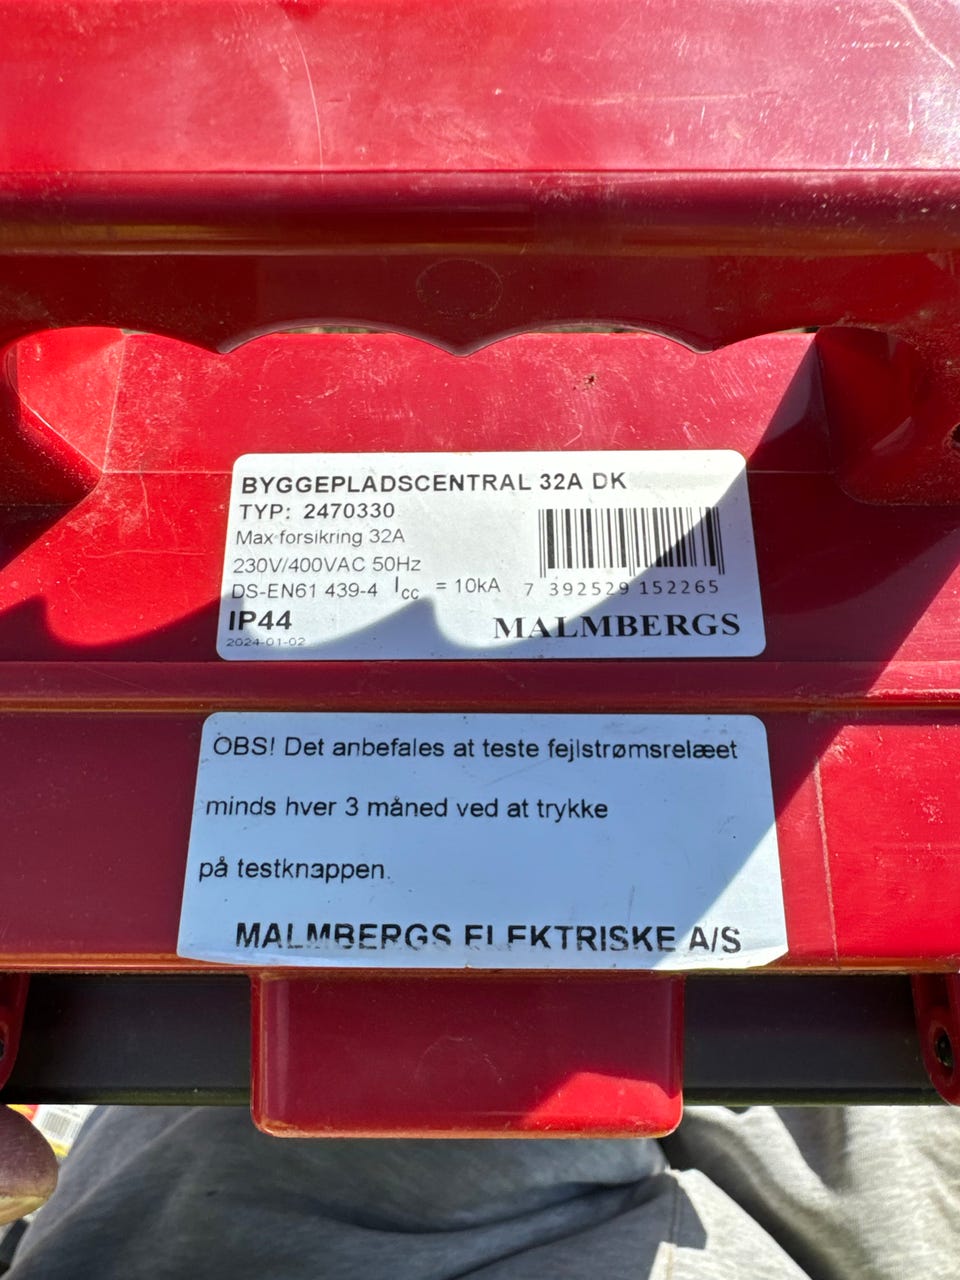 BYGGEPLADSCENTRAL 32A DK
TYP: 2470330
Max forsikring 32A
230V/400VAC 50Hz
DS-EN61 439-4 Icc = 10kA
7 392529 152265
IP44
MALMBERGS
2024-01-02
OBS! Det anbefales at teste fejlstrømsrelæet
minds hver 3 måned ved at trykke
på testknappen.
MALMBERGS ELEKTRISKE A/S